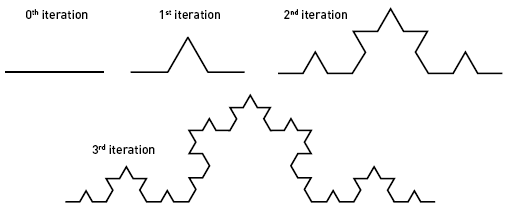 0th iteration
1st iteration
2nd iteration
3rd iteration